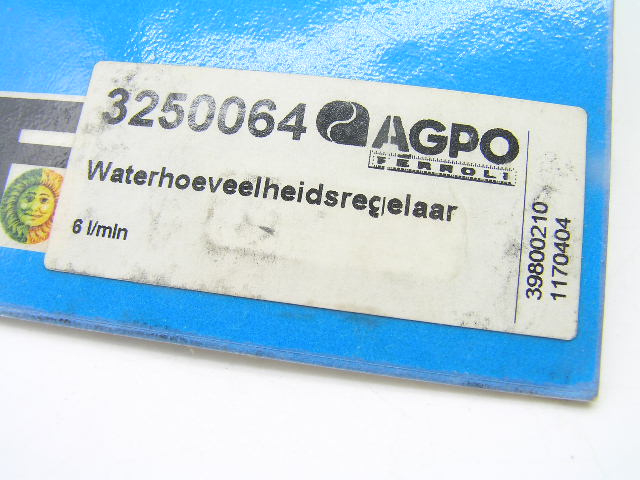 3250064 AGPO
FERROLI
Waterhoeveelheidsregelaar
6 l/min
39800210
1170404